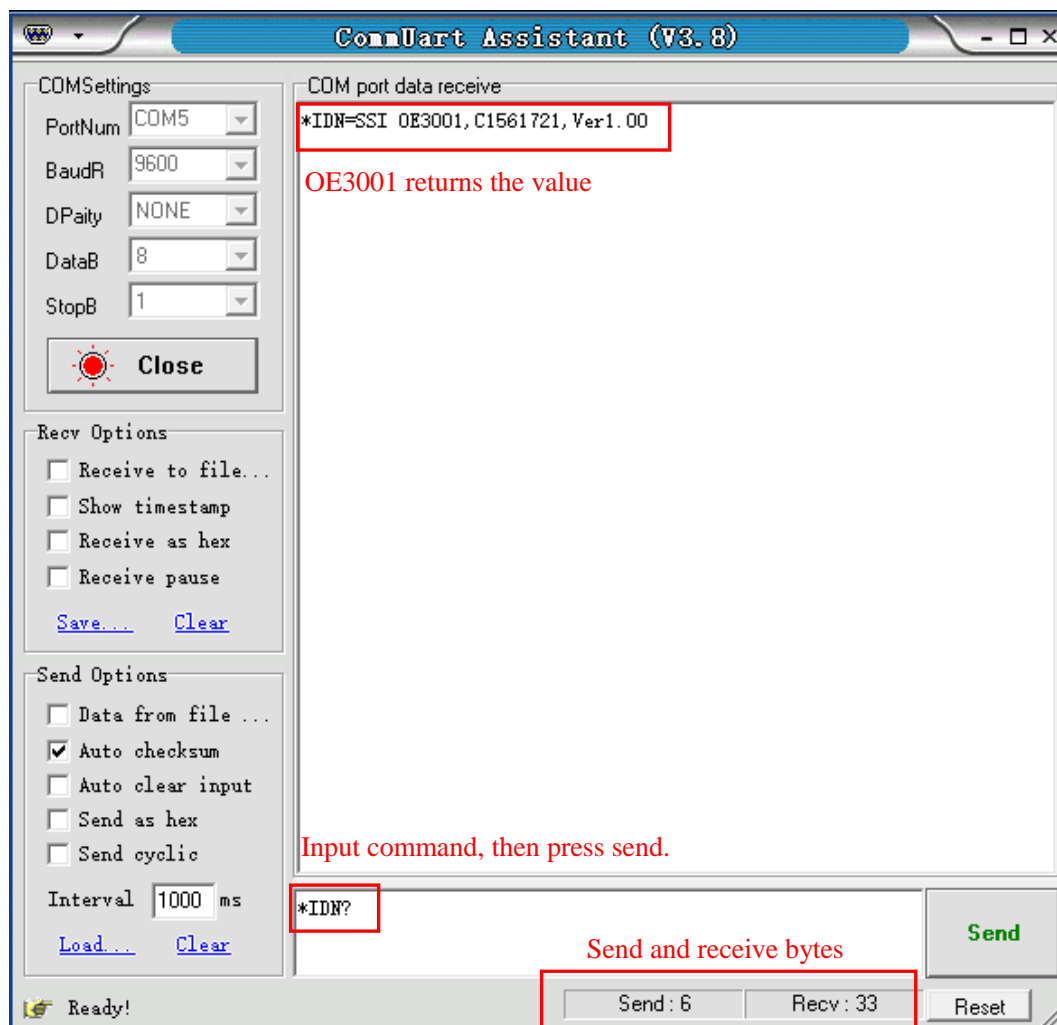 CommUart Assistant (V3.8)
COMSettings
PortNum COM5
BaudR 9600
DPaity NONE
DataB 8
StopB 1
Close
Recv Options
Receive to file...
Show timestamp
Receive as hex
Receive pause
Save... Clear
Send Options
Data from file ...
Auto checksum
Auto clear input
Send as hex
Send cyclic
Interval 1000 ms
Load... Clear
COM port data receive
*IDN=SSI OE3001,C1561721,Ver1.00
OE3001 returns the value
Input command, then press send.
*IDN?
Send
Send and receive bytes
Ready!
Send : 6
Recv : 33
Reset